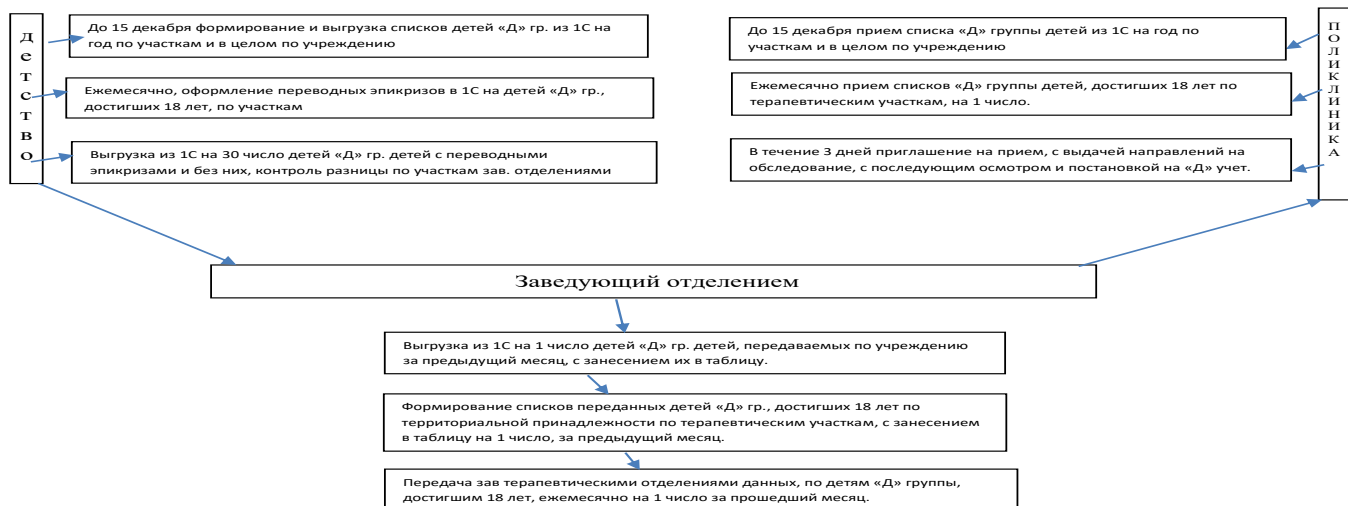 детство
До 15 декабря формирование и выгрузка списков детей «Д» гр. из 1С на
год по участкам и в целом по учреждению
Ежемесячно, оформление переводных эпикризов в 1С на детей «Д» гр.,
достигших 18 лет, по участкам
Выгрузка из 1С на 30 число детей «Д» гр. детей с переводными
эпикризами и без них, контроль разницы по участкам зав. отделениями
ПОЛИКЛИНИКА
До 15 декабря прием списка «Д» группы детей из 1С на год по
участкам и в целом по учреждению
Ежемесячно прием списков «Д» группы детей, достигших 18 лет по
терапевтическим участкам, на 1 число.
В течение 3 дней приглашение на прием, с выдачей направлений на
обследование, с последующим осмотром и постановкой на «Д» учет.
Заведующий отделением
Выгрузка из 1С на 1 число детей «Д» гр. детей, передаваемых по учреждению
за предыдущий месяц, с занесением их в таблицу.
Формирование списков переданных детей «Д» гр., достигших 18 лет по
территориальной принадлежности по терапевтическим участкам, с занесением
в таблицу на 1 число, за предыдущий месяц.
Передача зав терапевтическими отделениями данных, по детям «Д» группы,
достигшим 18 лет, ежемесячно на 1 число за прошедший месяц.